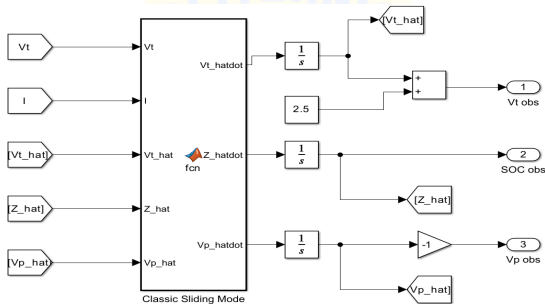 [Vt_hat]
Vt
Vt
Vt_hatdot
1
s
+
+
1
Vt obs
I
I
2.5
[Vt_hat]
Vt_hat
fcn
Z_hatdot
1
s
2
SOC obs
[Z_hat]
Z_hat
[Z_hat]
Vp_hatdot
1
s
-1
3
Vp obs
[Vp_hat]
Vp_hat
[Vp_hat]
Classic Sliding Mode